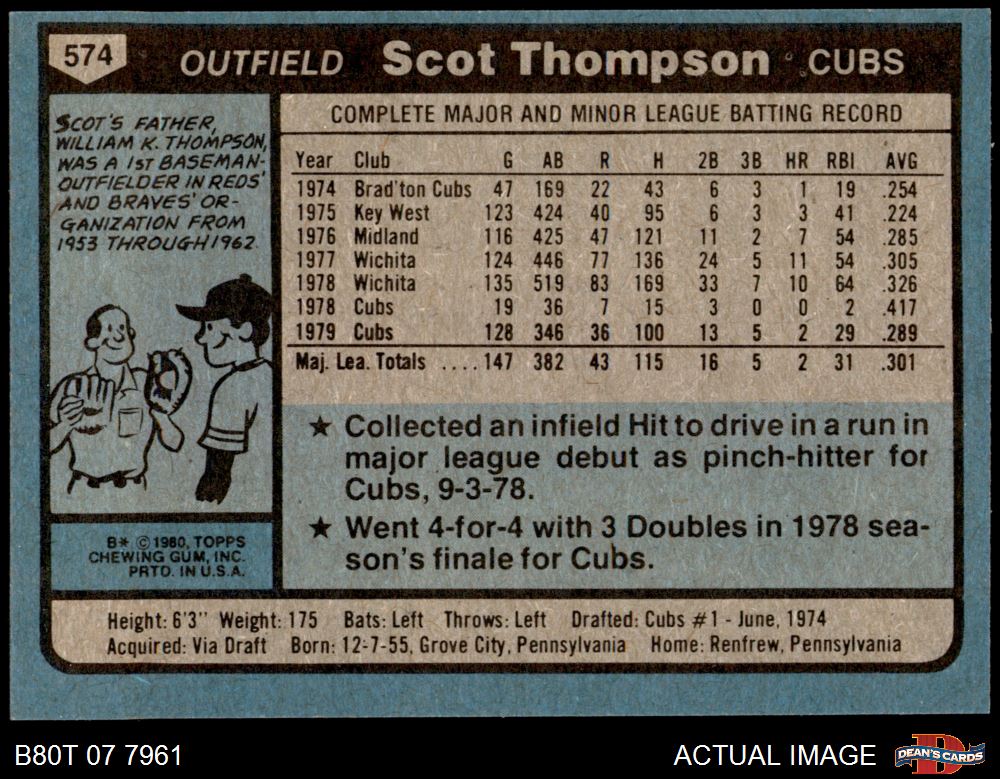 574 OUTFIELD Scot Thompson CUBS
SCOT'S FATHER,
WILLIAM K. THOMPSON,
WAS A 1ST BASEMAN-
OUTFIELDER IN REDS'
AND BRAVES' OR-
GANIZATION FROM
1953 THROUGH 1962.
COMPLETE MAJOR AND MINOR LEAGUE BATTING RECORD
Year Club G AB R H 2B 3B HR RBI AVG
1974 Brad'ton Cubs 47 169 22 43 6 3 1 19 .254
1975 Key West 123 424 40 95 6 3 3 41 .224
1976 Midland 116 425 47 121 11 2 7 54 .285
1977 Wichita 124 446 77 136 24 5 11 54 .305
1978 Wichita 135 519 83 169 33 7 10 64 .326
1978 Cubs 19 36 7 15 3 0 0 2 .417
1979 Cubs 128 346 36 100 13 5 2 29 .289
Maj. Lea. Totals .... 147 382 43 115 16 5 2 31 .301
★ Collected an infield Hit to drive in a run in
major league debut as pinch-hitter for
Cubs, 9-3-78.
★ Went 4-for-4 with 3 Doubles in 1978 sea-
son's finale for Cubs.
B* © 1980, TOPPS
CHEWING GUM, INC.
PRTD. IN U.S.A.
Height: 6'3" Weight: 175 Bats: Left Throws: Left Drafted: Cubs #1 - June, 1974
Acquired: Via Draft Born: 12-7-55, Grove City, Pennsylvania Home: Renfrew, Pennsylvania
B80T 07 7961 ACTUAL IMAGE DEAN'S CARDS